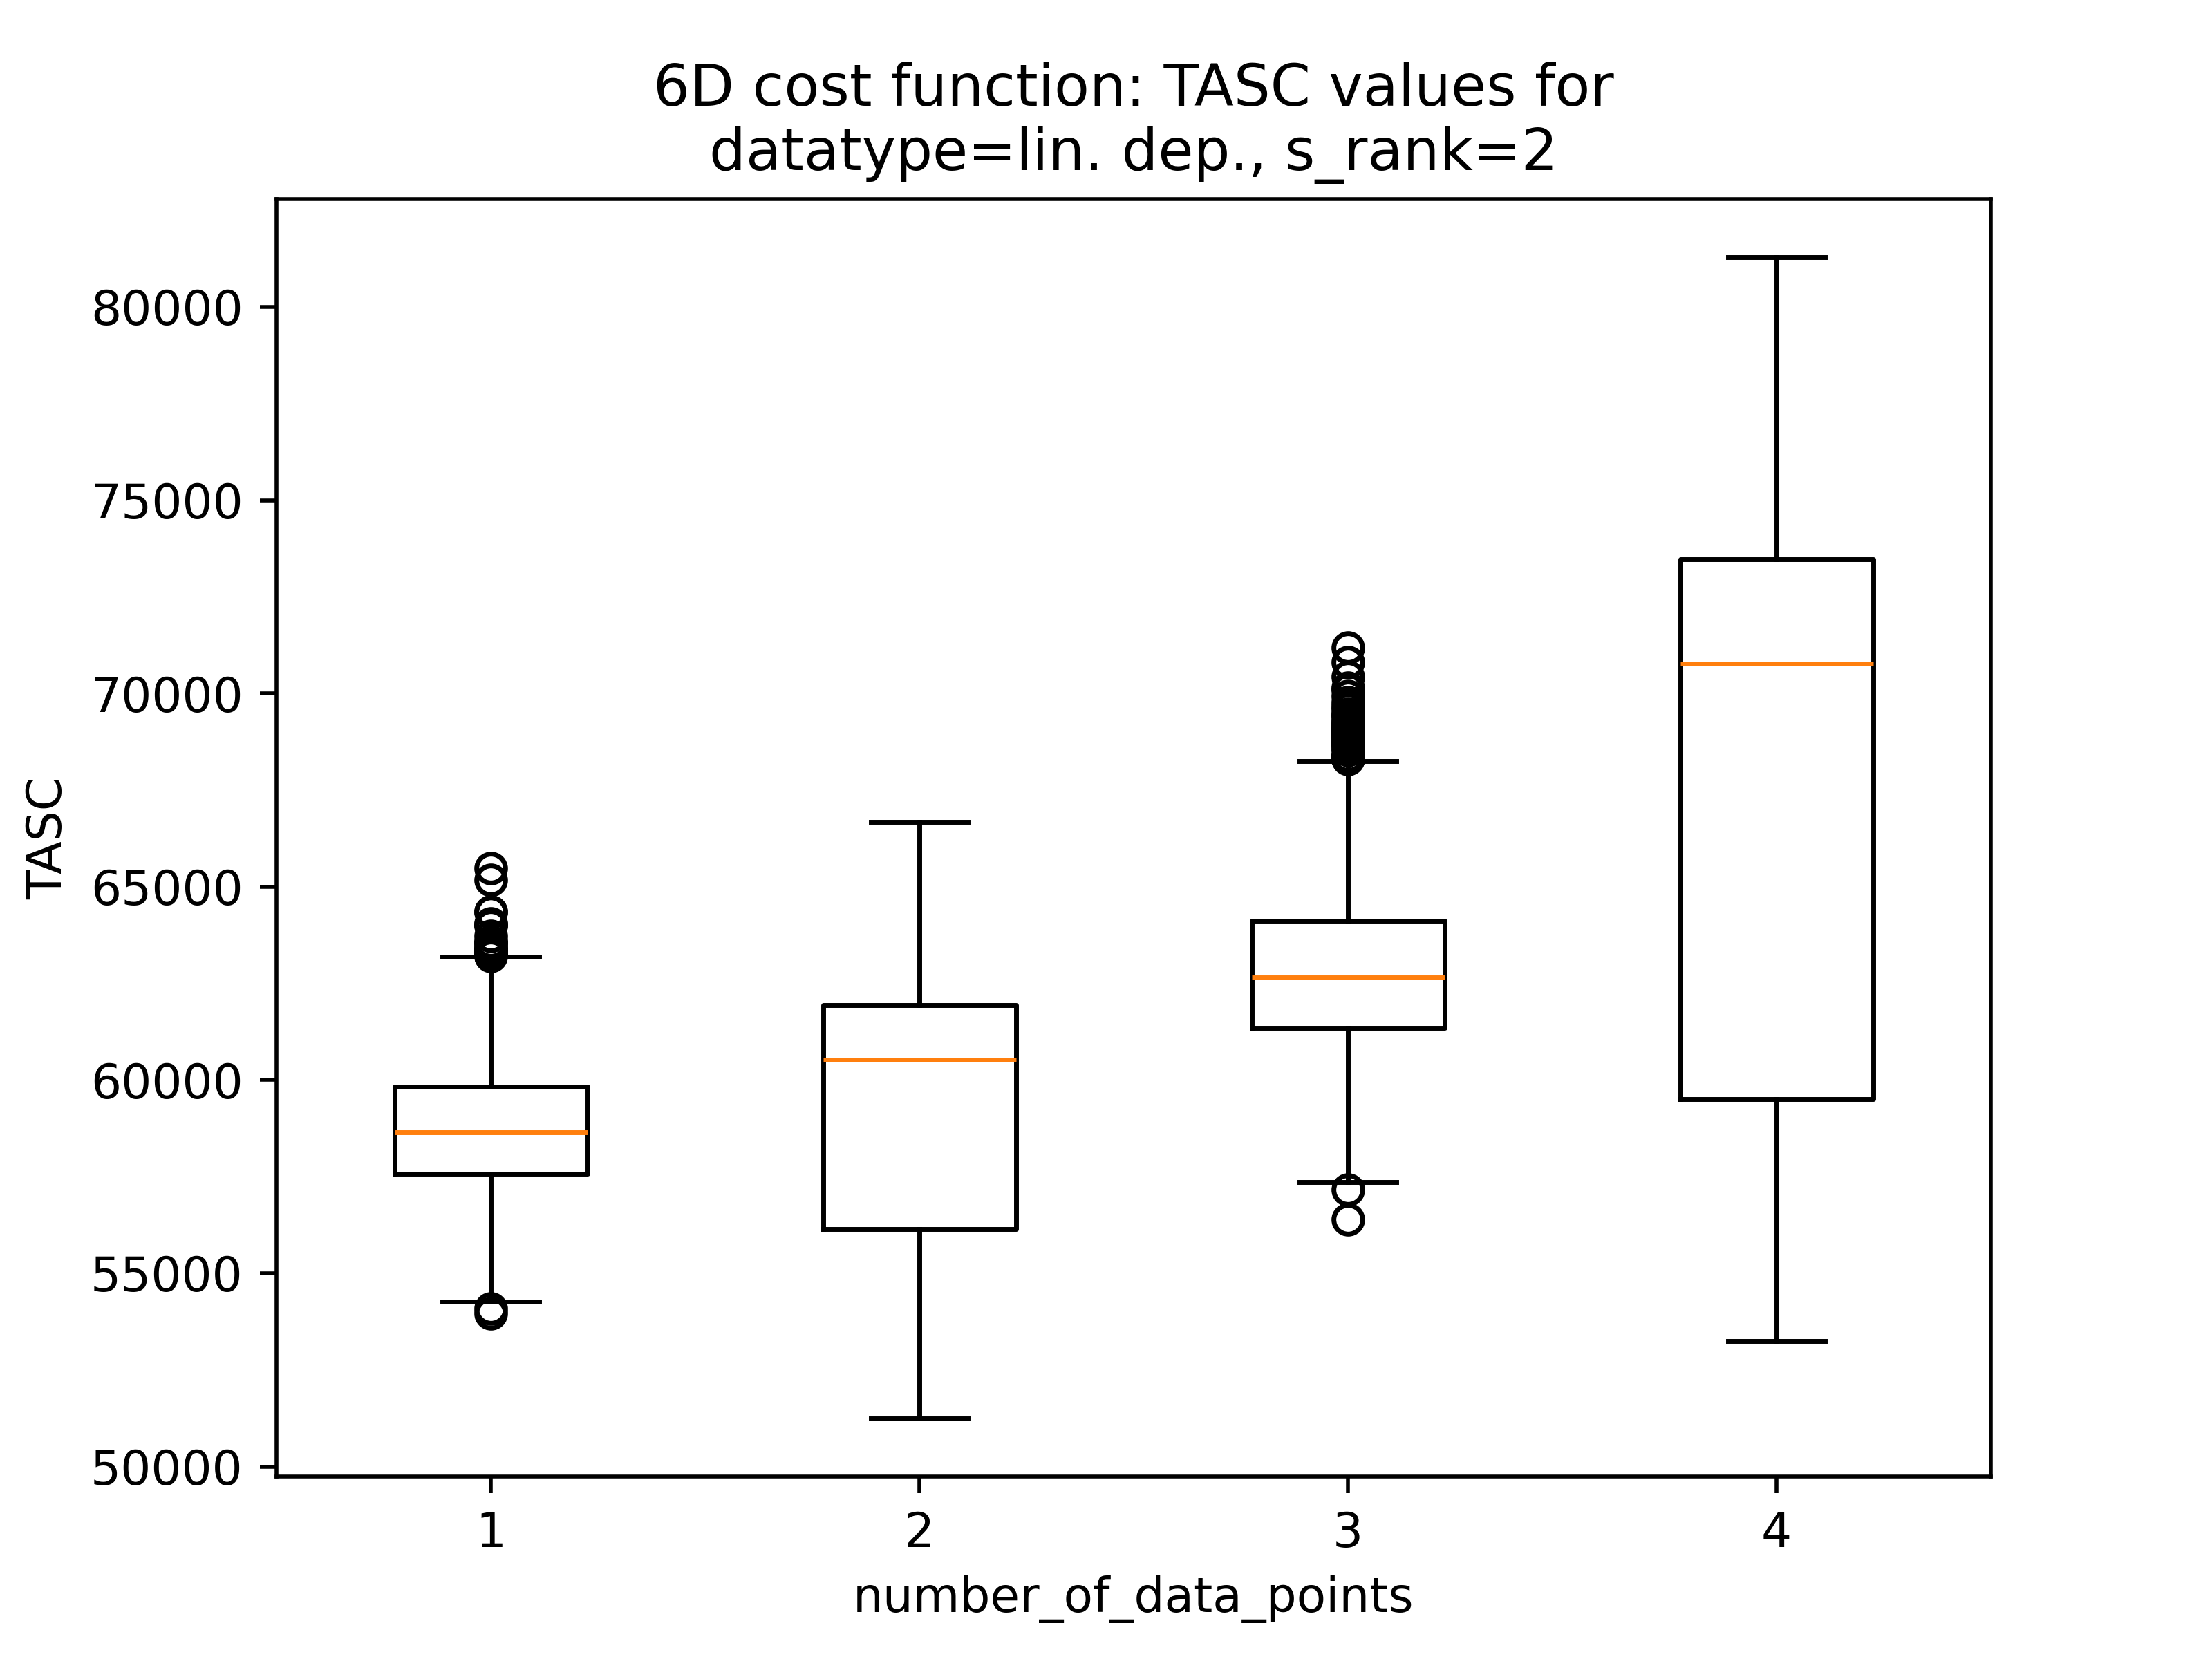 6D cost function: TASC values for
datatype=lin. dep., s_rank=2
80000
75000
70000
65000
60000
55000
50000
TASC
1 2 3 4
number_of_data_points